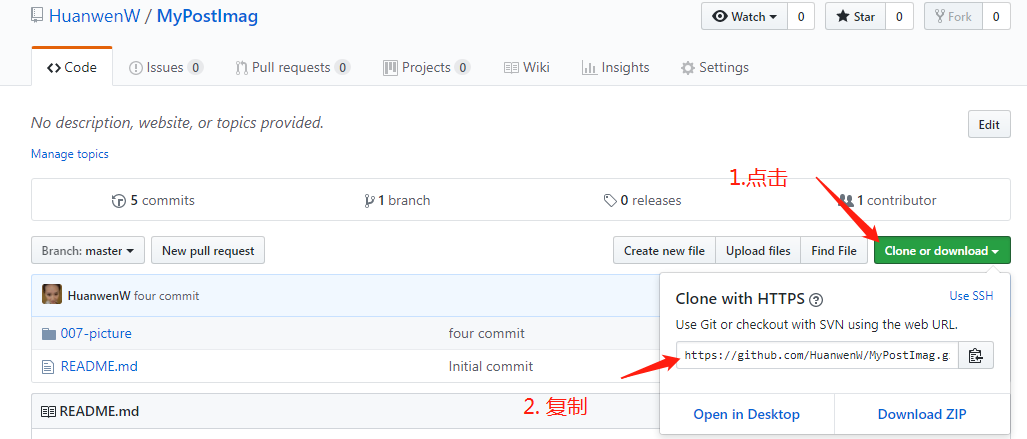 HuanwenW / MyPostImag
Watch 0 Star 0 Fork 0
Code Issues 0 Pull requests 0 Projects 0 Wiki Insights Settings
No description, website, or topics provided.
Edit
Manage topics
1.点击
5 commits 1 branch 0 releases 1 contributor
Branch: master New pull request Create new file Upload files Find File Clone or download
HuanwenW four commit
007-picture four commit
README.md Initial commit
README.md
Clone with HTTPS ? Use SSH
Use Git or checkout with SVN using the web URL.
https://github.com/HuanwenW/MyPostImag.g
2. 复制
Open in Desktop Download ZIP